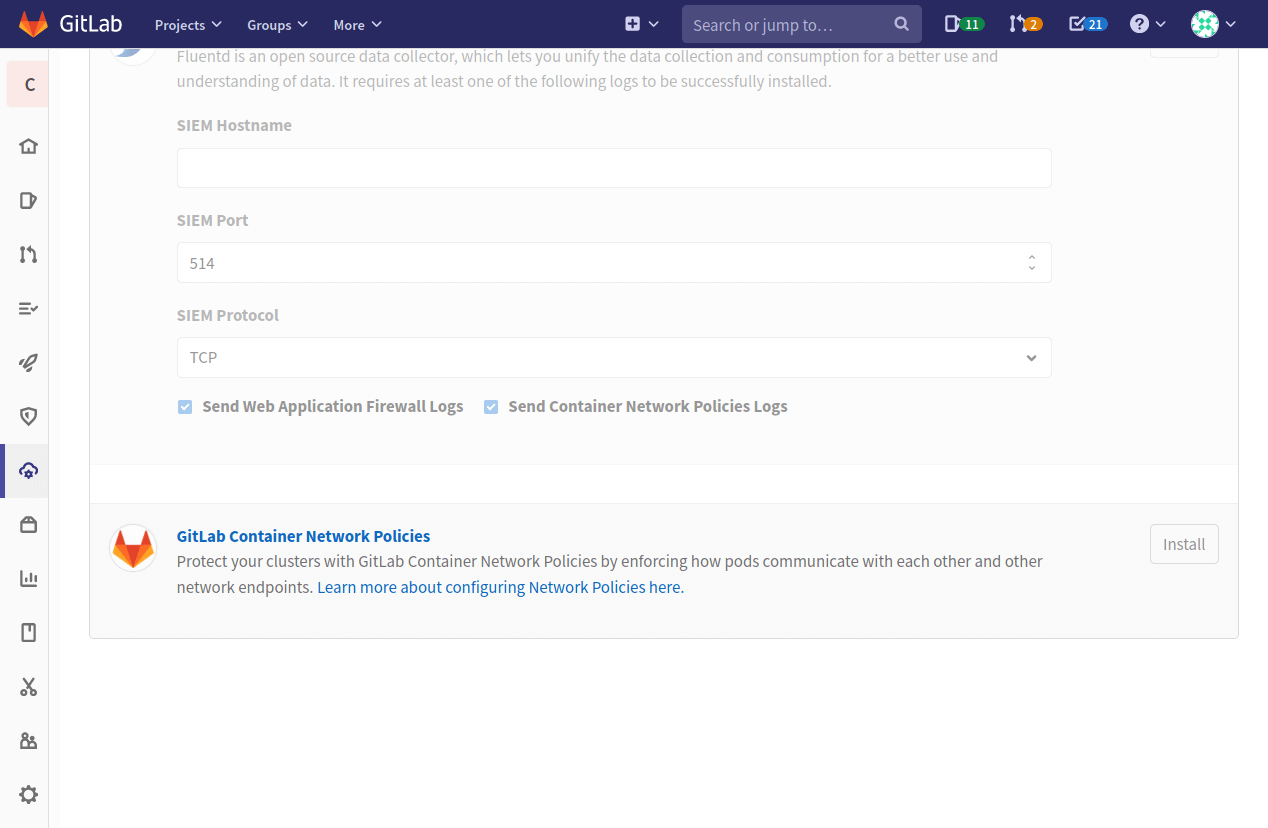 GitLab Projects Groups More Search or jump to... 11 2 21
C
Fluentd is an open source data collector, which lets you unify the data collection and consumption for a better use and
understanding of data. It requires at least one of the following logs to be successfully installed.
SIEM Hostname
SIEM Port
514
SIEM Protocol
TCP
Send Web Application Firewall Logs Send Container Network Policies Logs
GitLab Container Network Policies
Install
Protect your clusters with GitLab Container Network Policies by enforcing how pods communicate with each other and other
network endpoints. Learn more about configuring Network Policies here.